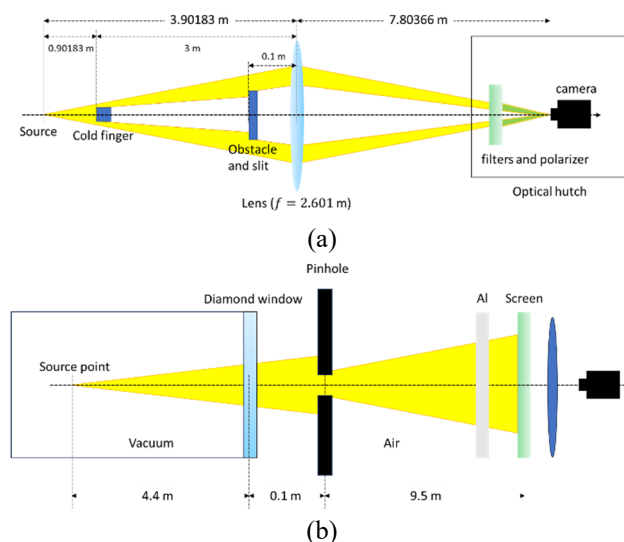 3.90183 m
7.80366 m
0.90183 m
3 m
0.1 m
camera
Source
Cold finger
Obstacle
and slit
filters and polarizer
Optical hutch
Lens (f = 2.601 m)
(a)
Pinhole
Diamond window
Al
Screen
Source point
Vacuum
Air
4.4 m
0.1 m
9.5 m
(b)